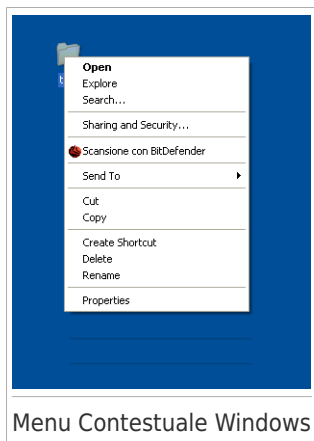 Open
Explore
Search...
Sharing and Security...
Scansione con BitDefender
Send To
Cut
Copy
Create Shortcut
Delete
Rename
Properties
Menu Contestuale Windows